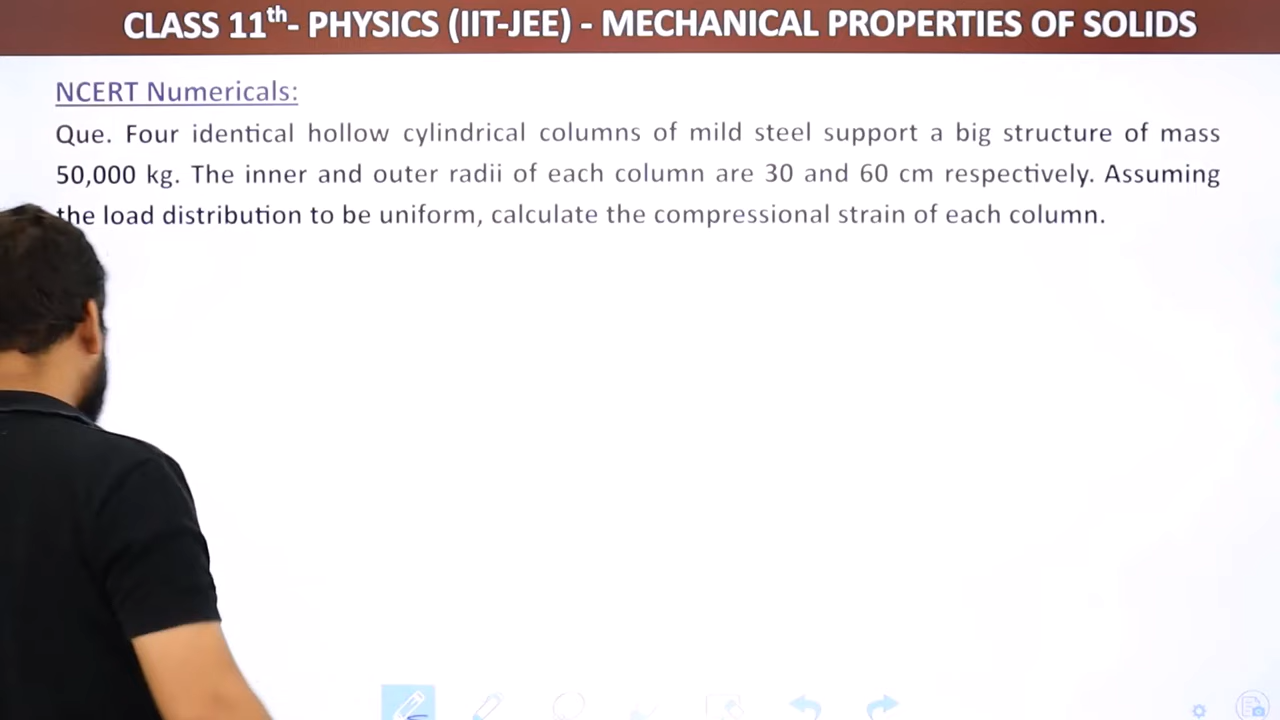 CLASS 11th- PHYSICS (IIT-JEE) - MECHANICAL PROPERTIES OF SOLIDS
NCERT Numericals:
Que. Four identical hollow cylindrical columns of mild steel support a big structure of mass
50,000 kg. The inner and outer radii of each column are 30 and 60 cm respectively. Assuming
the load distribution to be uniform, calculate the compressional strain of each column.